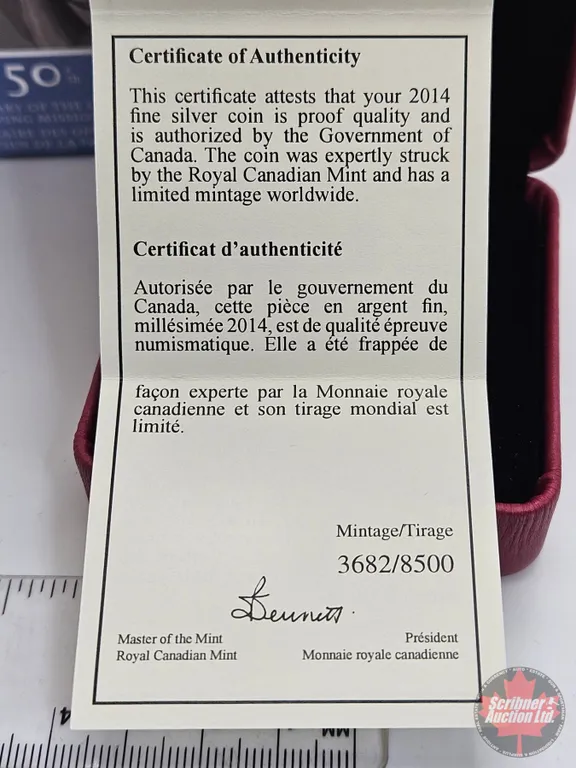 50th
Certificate of Authenticity
This certificate attests that your 2014
fine silver coin is proof quality and
is authorized by the Government of
Canada. The coin was expertly struck
by the Royal Canadian Mint and has a
limited mintage worldwide.
Certificat d'authenticité
Autorisée par le gouvernement du
Canada, cette pièce en argent fin,
millésimée 2014, est de qualité épreuve
numismatique. Elle a été frappée de
façon experte par la Monnaie royale
canadienne et son tirage mondial est
limité.
Mintage/Tirage
3682/8500
Bennett
Master of the Mint
Royal Canadian Mint
Président
Monnaie royale canadienne
4
MM
Scribner
Auction Ltd.